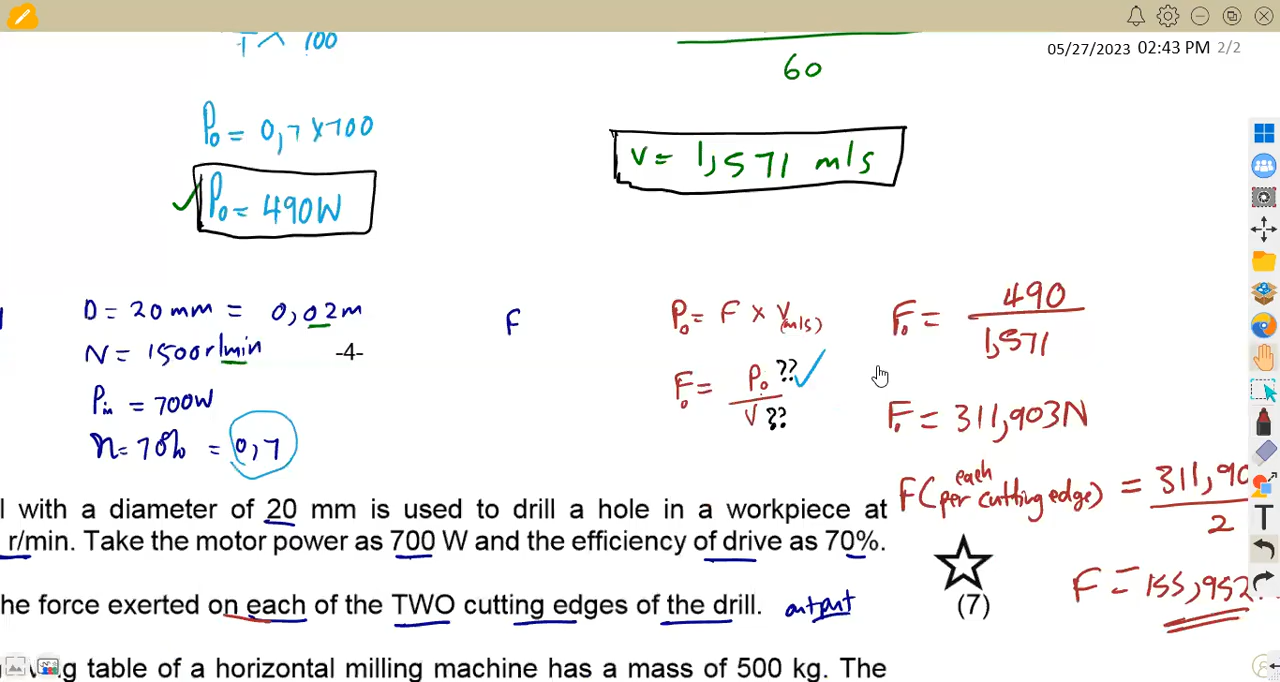 05/27/2023 02:43 PM 2/2
100
60
P₀ = 0,7 × 700
P₀ = 490W
V = 1,571 m/s
D = 20 mm = 0,02m
N = 1500 r/min
-4-
Pin = 700W
η = 70% = 0,7
F
P₀ = F × V(m/s)
F₀ = P₀ ?? / V ??
F₀ = 490 / 1,571
F₀ = 311,903N
F (per each cutting edge) = 311,90 / 2
F = 155,952
l with a diameter of 20 mm is used to drill a hole in a workpiece at
r/min. Take the motor power as 700 W and the efficiency of drive as 70%.
he force exerted on each of the TWO cutting edges of the drill. output
(7)
g table of a horizontal milling machine has a mass of 500 kg. The
T